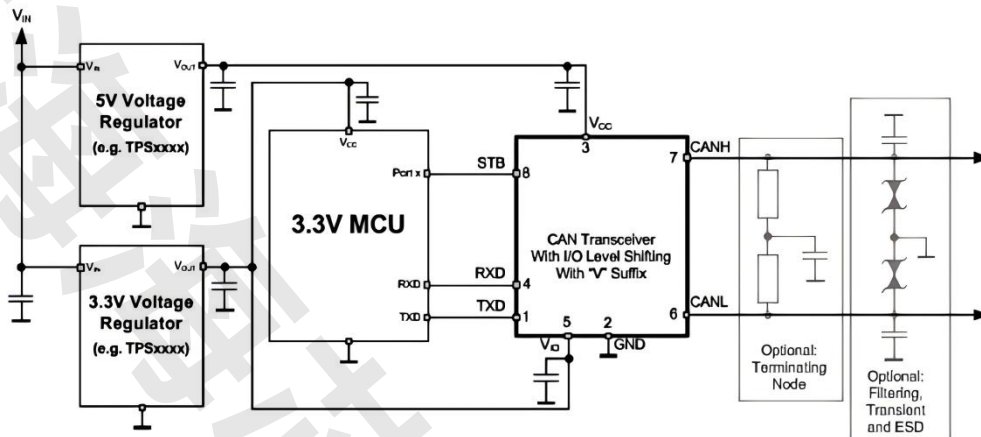 VIN
VIN
VOUT
5V Voltage
Regulator
(e.g. TPSxxxx)
VIN
VOUT
3.3V Voltage
Regulator
(e.g. TPSxxxx)
VCC
Port x
3.3V MCU
RXD
TXD
STB
RXD
TXD
VCC
3
8
4
1
5
2
7
6
CAN Transceiver
With I/O Level Shifting
With "V" Suffix
VIO
GND
CANH
CANL
Optional:
Terminating
Node
Optional:
Filtering,
Transient
and ESD